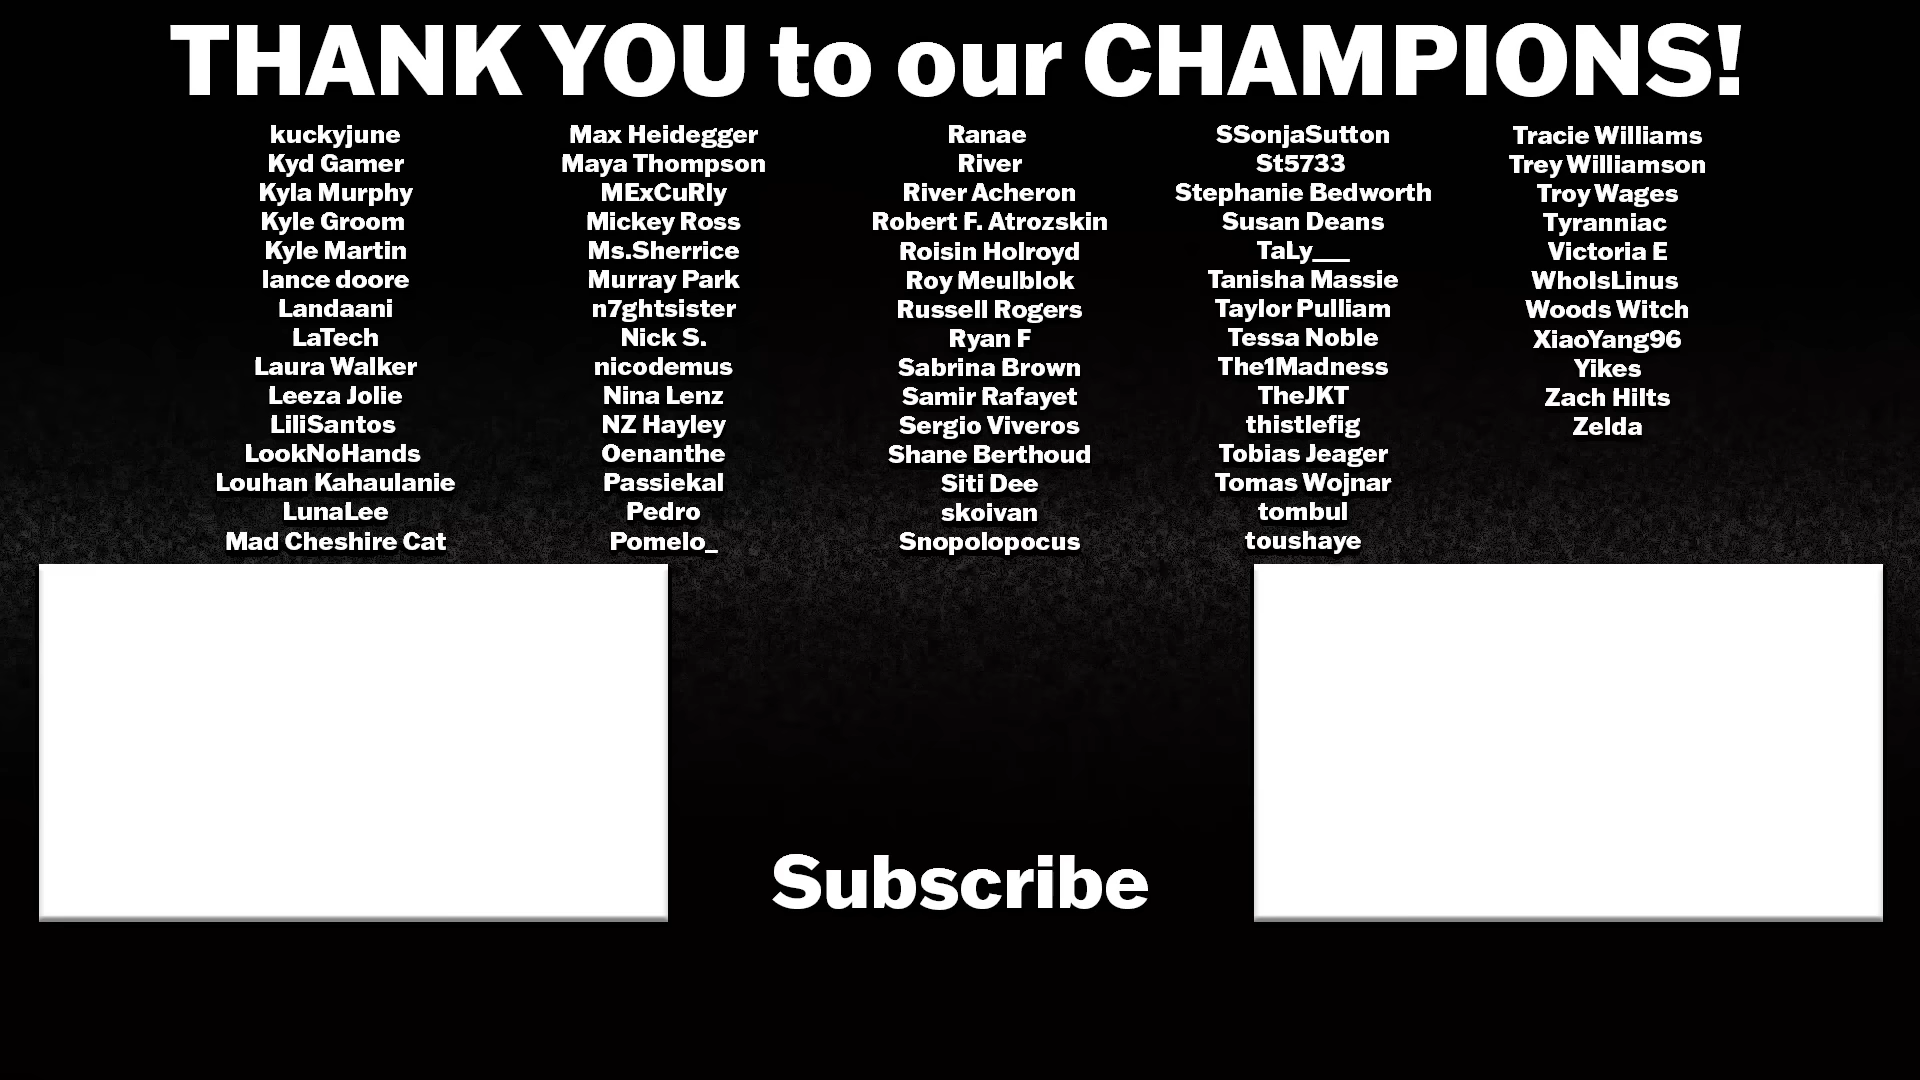 THANK YOU to our CHAMPIONS!
kuckyjune
Kyd Gamer
Kyla Murphy
Kyle Groom
Kyle Martin
lance doore
Landaani
LaTech
Laura Walker
Leeza Jolie
LiliSantos
LookNoHands
Louhan Kahaulanie
LunaLee
Mad Cheshire Cat
Max Heidegger
Maya Thompson
MExCuRly
Mickey Ross
Ms.Sherrice
Murray Park
n7ghtsister
Nick S.
nicodemus
Nina Lenz
NZ Hayley
Oenanthe
Passiekal
Pedro
Pomelo_
Ranae
River
River Acheron
Robert F. Atrozskin
Roisin Holroyd
Roy Meulblok
Russell Rogers
Ryan F
Sabrina Brown
Samir Rafayet
Sergio Viveros
Shane Berthoud
Siti Dee
skoivan
Snopolopocus
SSonjaSutton
St5733
Stephanie Bedworth
Susan Deans
TaLy___
Tanisha Massie
Taylor Pulliam
Tessa Noble
The1Madness
TheJKT
thistlefig
Tobias Jeager
Tomas Wojnar
tombul
toushaye
Tracie Williams
Trey Williamson
Troy Wages
Tyranniac
Victoria E
WhoIsLinus
Woods Witch
XiaoYang96
Yikes
Zach Hilts
Zelda
Subscribe